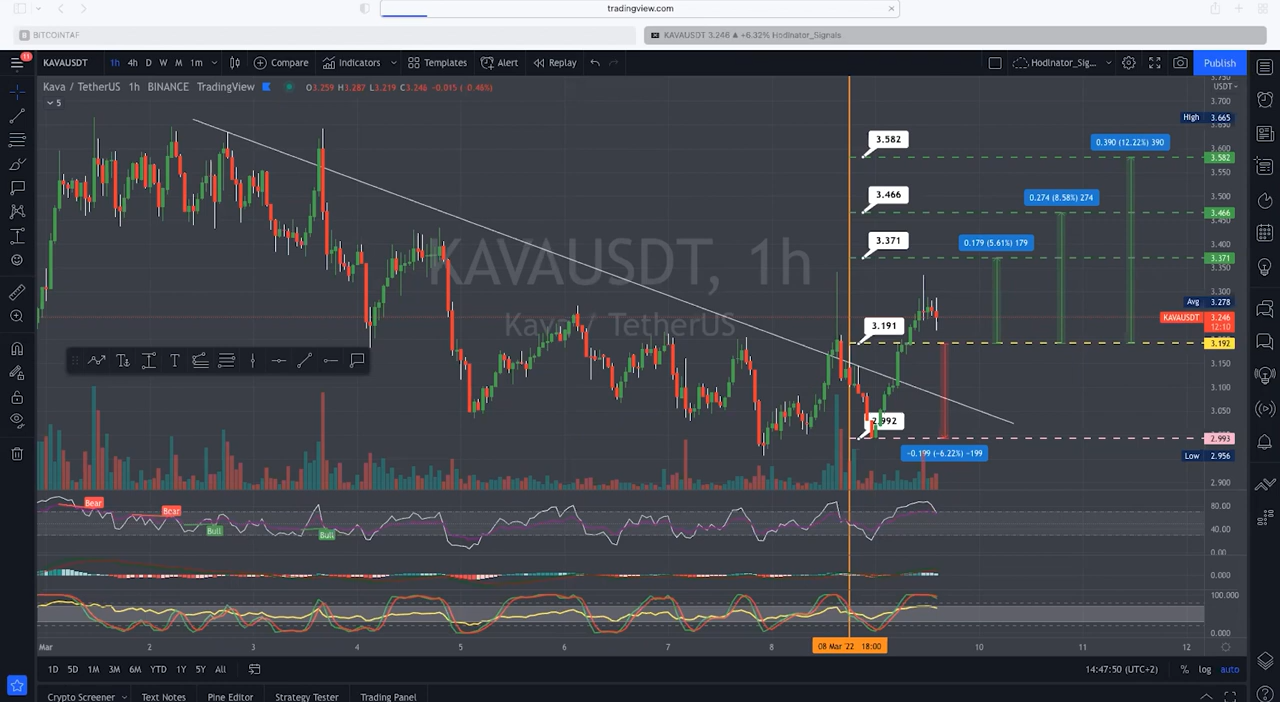 tradingview.com
BITCOINTAF
KAVAUSDT 3.246 ▲ +6.32% Hodlnator_Signals
11
KAVAUSDT 1h 4h D W M 1m Compare Indicators Templates Alert Replay Hodlnator_Sig... Publish
Kava / TetherUS 1h BINANCE TradingView O3.259 H3.287 L3.219 C3.246 -0.015 (-0.46%)
5
USDT
3.700
High 3.665
3.650
3.582
0.390 (12.22%) 390
3.600
3.582
3.550
3.466
0.274 (8.58%) 274
3.500
3.466
3.450
3.371
0.179 (5.61%) 179
3.400
3.371
3.350
KAVAUSDT, 1h
Kava / TetherUS
3.300
Avg 3.278
KAVAUSDT 3.246
12:10
3.191
3.192
3.150
3.100
3.050
2.992
2.993
-0.199 (-6.22%) -199
Low 2.956
2.900
Bear
Bear
Bull
Bull
80.00
40.00
0.00
0.000
100.000
0.000
Mar 2 3 4 5 6 7 8 08 Mar '22 18:00 10 11 12
1D 5D 1M 3M 6M YTD 1Y 5Y All 14:47:50 (UTC+2) % log auto
Crypto Screener Text Notes Pine Editor Strategy Tester Trading Panel